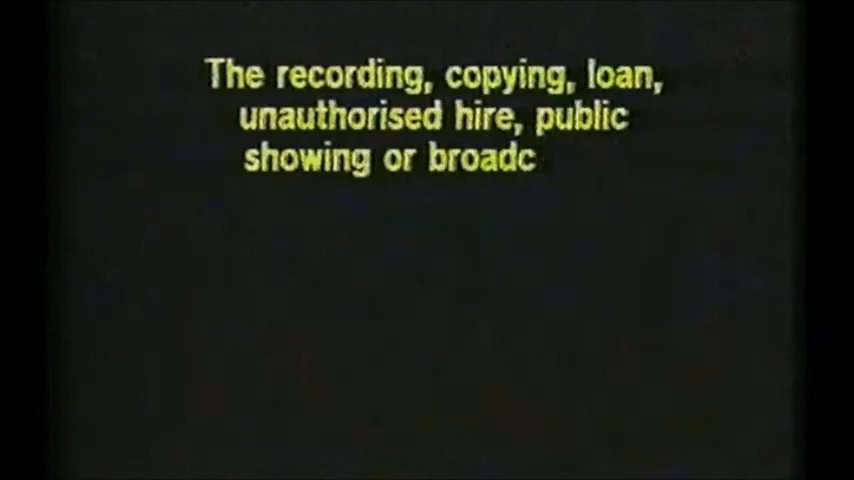 The recording, copying, loan,
unauthorised hire, public
showing or broadc